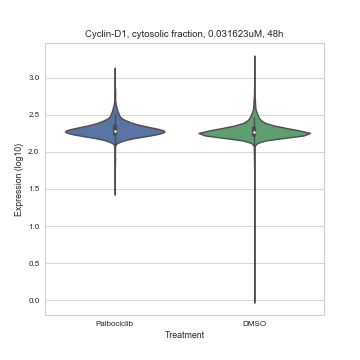 Cyclin-D1, cytosolic fraction, 0.031623uM, 48h
3.0
2.5
2.0
1.5
1.0
0.5
0.0
Expression (log10)
Palbociclib DMSO
Treatment